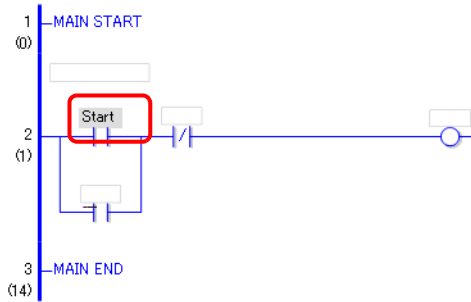 1 MAIN START
(0)
Start
2
(1)
3 MAIN END
(14)